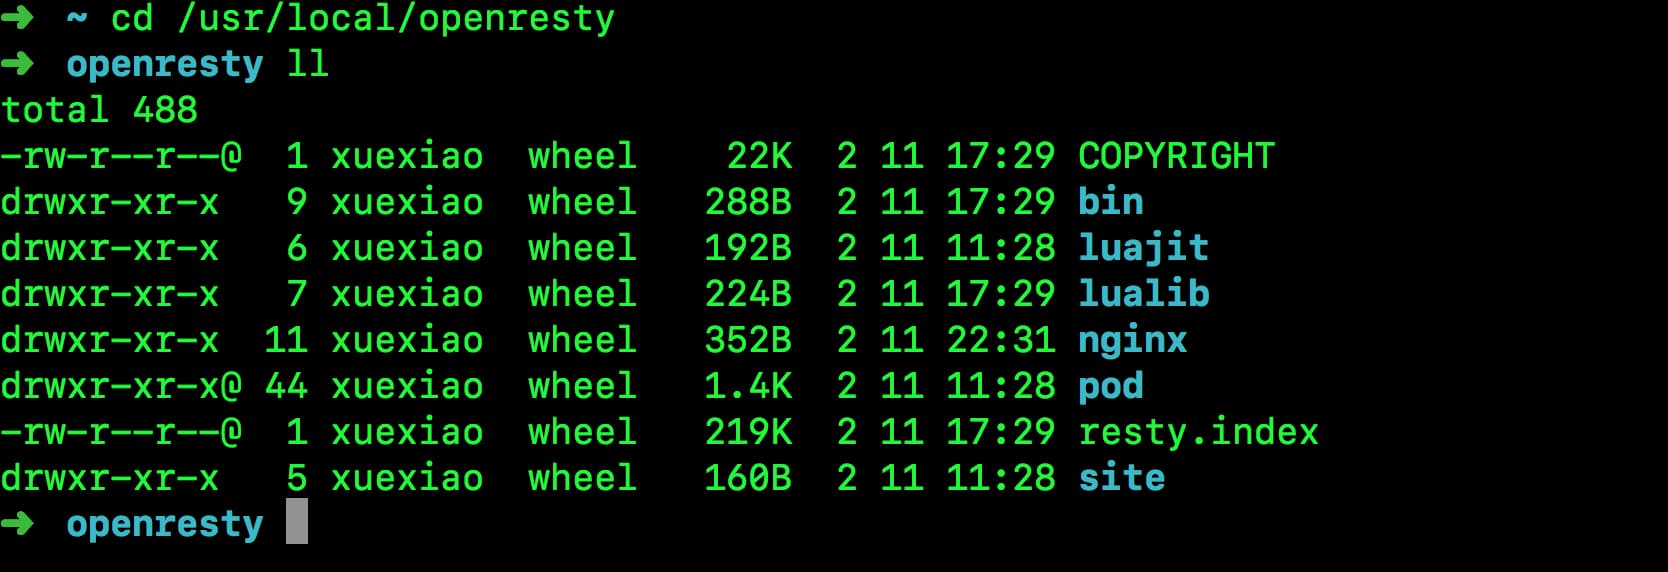 ➜  ~ cd /usr/local/openresty
➜  openresty ll
total 488
-rw-r--r--@  1 xuexiao  wheel    22K  2 11 17:29 COPYRIGHT
drwxr-xr-x   9 xuexiao  wheel   288B  2 11 17:29 bin
drwxr-xr-x   6 xuexiao  wheel   192B  2 11 11:28 luajit
drwxr-xr-x   7 xuexiao  wheel   224B  2 11 17:29 lualib
drwxr-xr-x  11 xuexiao  wheel   352B  2 11 22:31 nginx
drwxr-xr-x@ 44 xuexiao  wheel   1.4K  2 11 11:28 pod
-rw-r--r--@  1 xuexiao  wheel   219K  2 11 17:29 resty.index
drwxr-xr-x   5 xuexiao  wheel   160B  2 11 11:28 site
➜  openresty